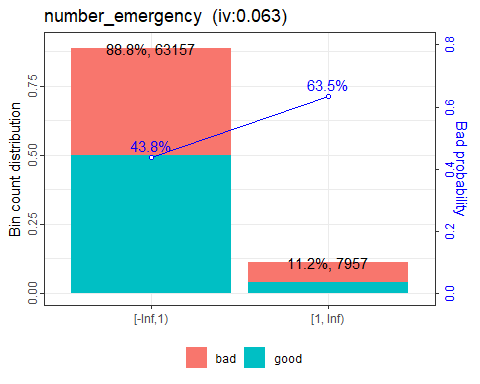 number_emergency  (iv:0.063)
Bin count distribution
0.75
0.50
0.25
0.00
88.8%, 63157
43.8%
63.5%
11.2%, 7957
0.8
0.6
0.4
0.2
0.0
Bad probability
[-Inf,1)
[1, Inf)
bad
good